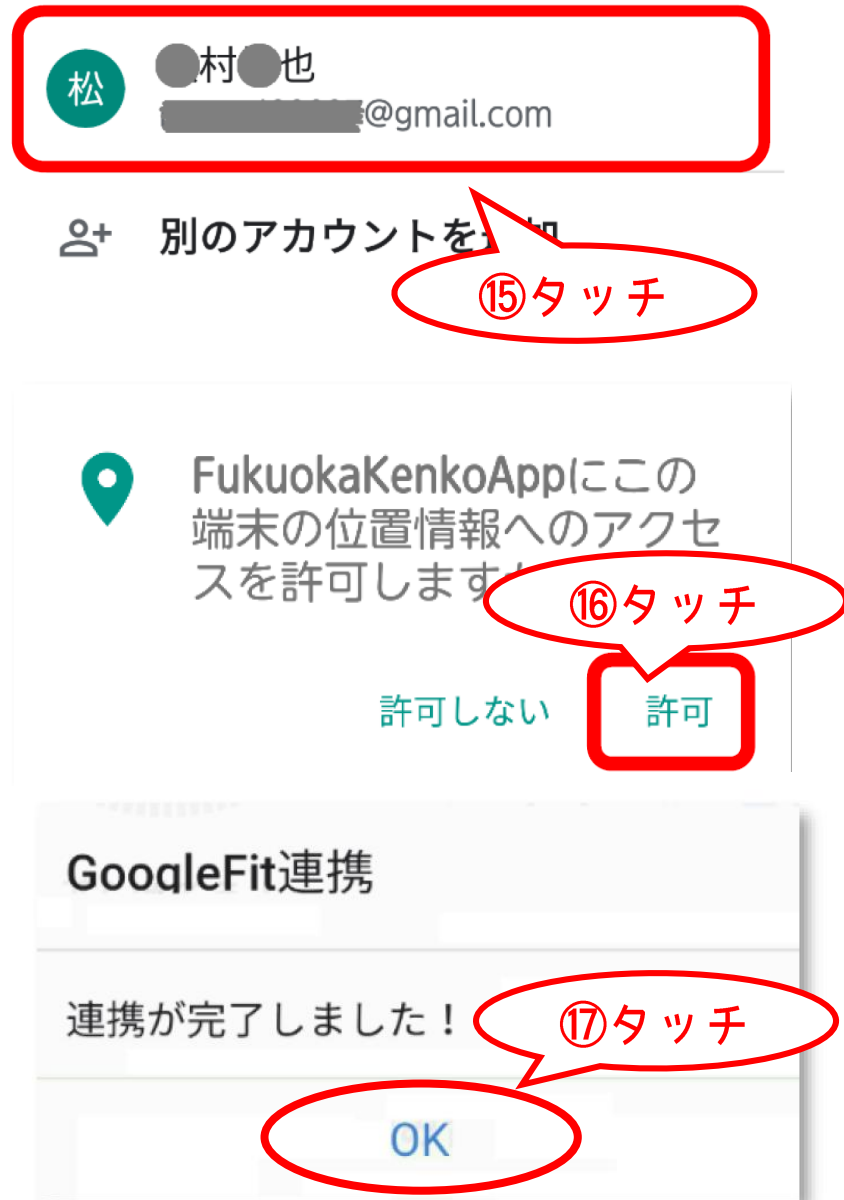 松
村 也
@gmail.com
別のアカウントを
⑮タッチ
FukuokaKenkoAppにこの
端末の位置情報へのアクセ
スを許可します
⑯タッチ
許可しない
許可
GoogleFit連携
連携が完了しました！
⑰タッチ
OK